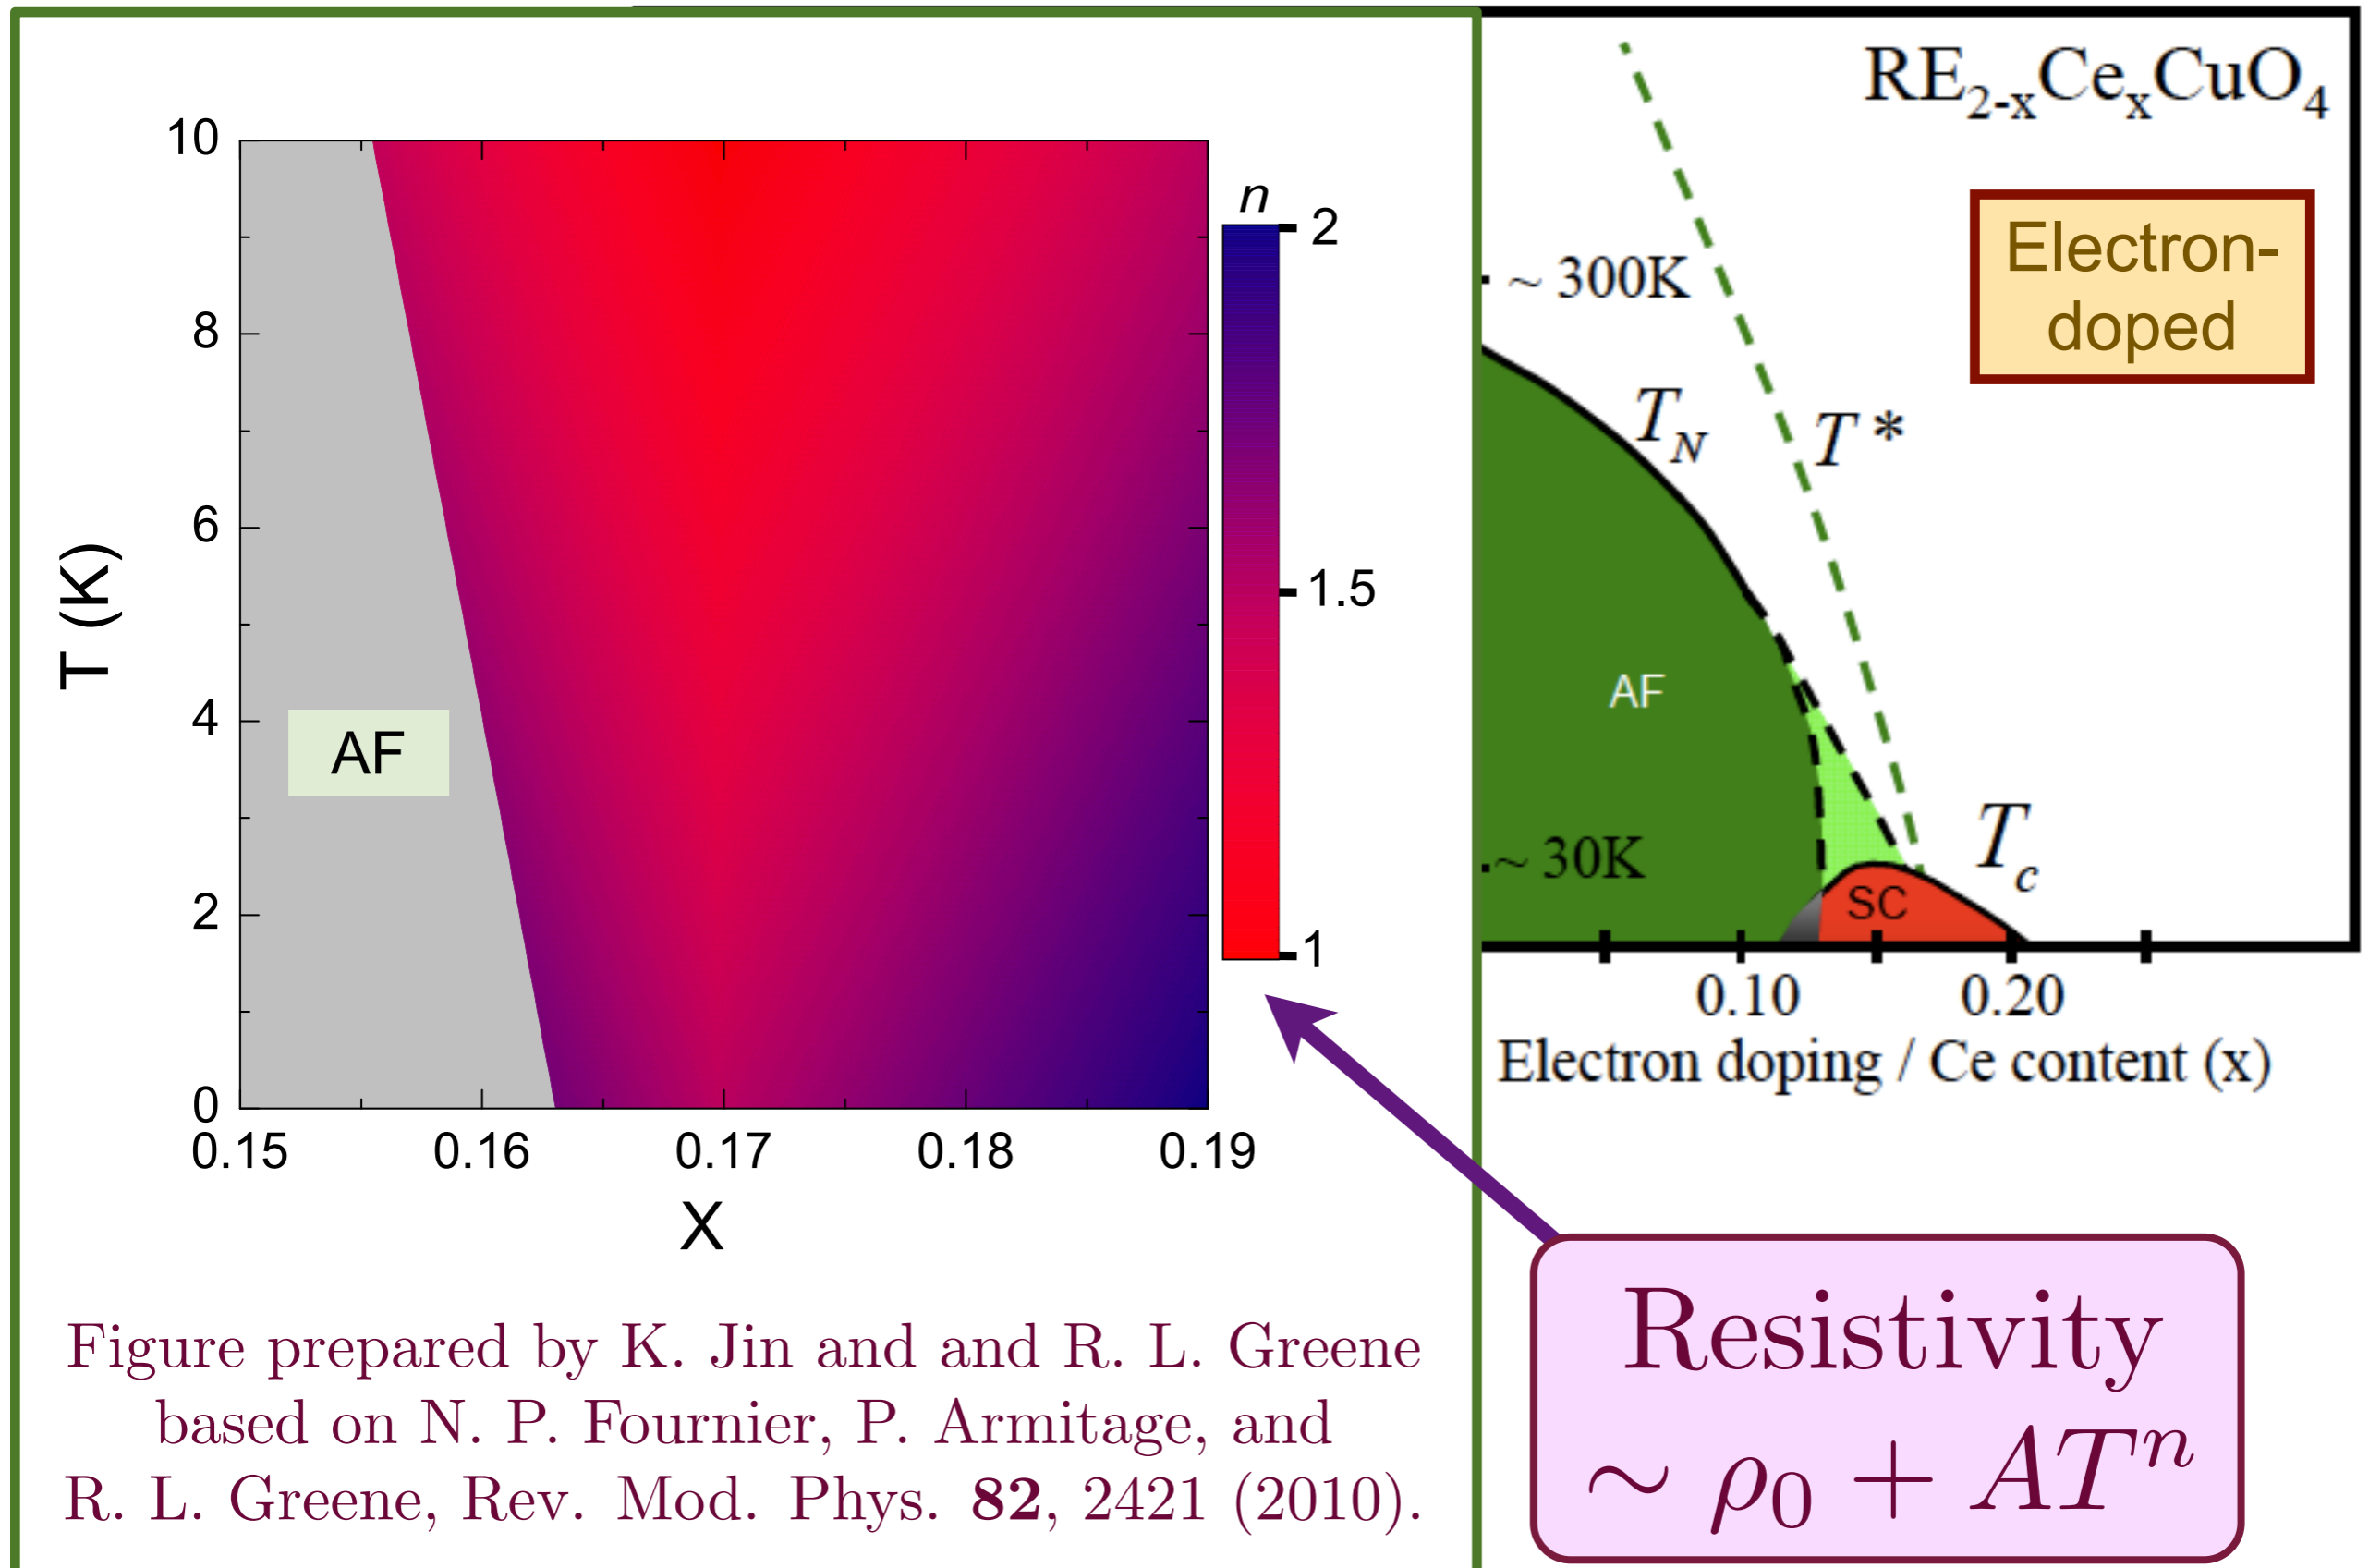 10
8
6
4
2
0
T (K)
AF
0.15 0.16 0.17 0.18 0.19
X
n
2
1.5
1
Figure prepared by K. Jin and and R. L. Greene
based on N. P. Fournier, P. Armitage, and
R. L. Greene, Rev. Mod. Phys. 82, 2421 (2010).
RE2-xCexCuO4
Electron-
doped
~ 300K
TN
T*
AF
~ 30K
SC
Tc
0.10 0.20
Electron doping / Ce content (x)
Resistivity
∼ ρ0 + ATⁿ